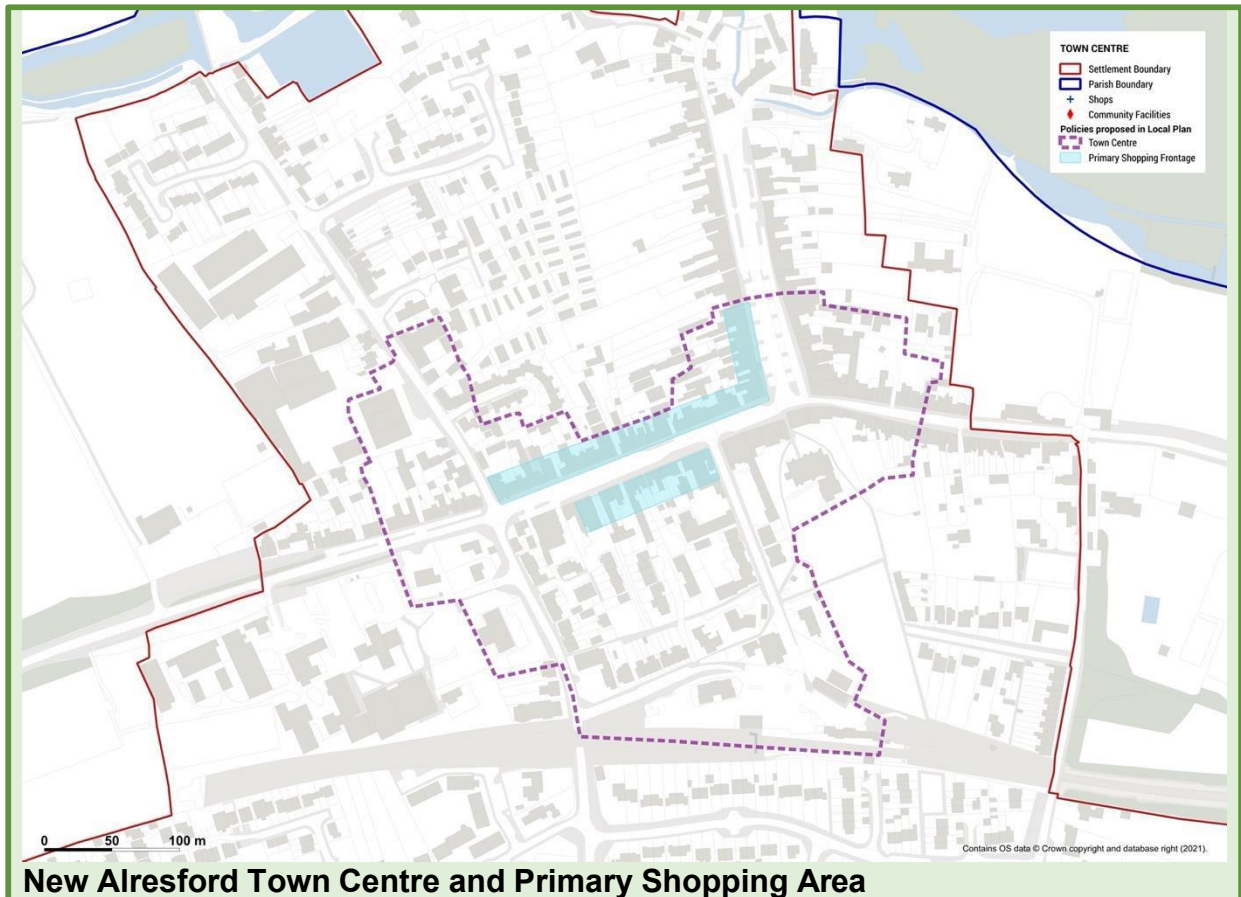 TOWN CENTRE
Settlement Boundary
Parish Boundary
Shops
Community Facilities
Policies proposed in Local Plan
Town Centre
Primary Shopping Frontage
0 50 100 m
Contains OS data © Crown copyright and database right (2021).
New Alresford Town Centre and Primary Shopping Area